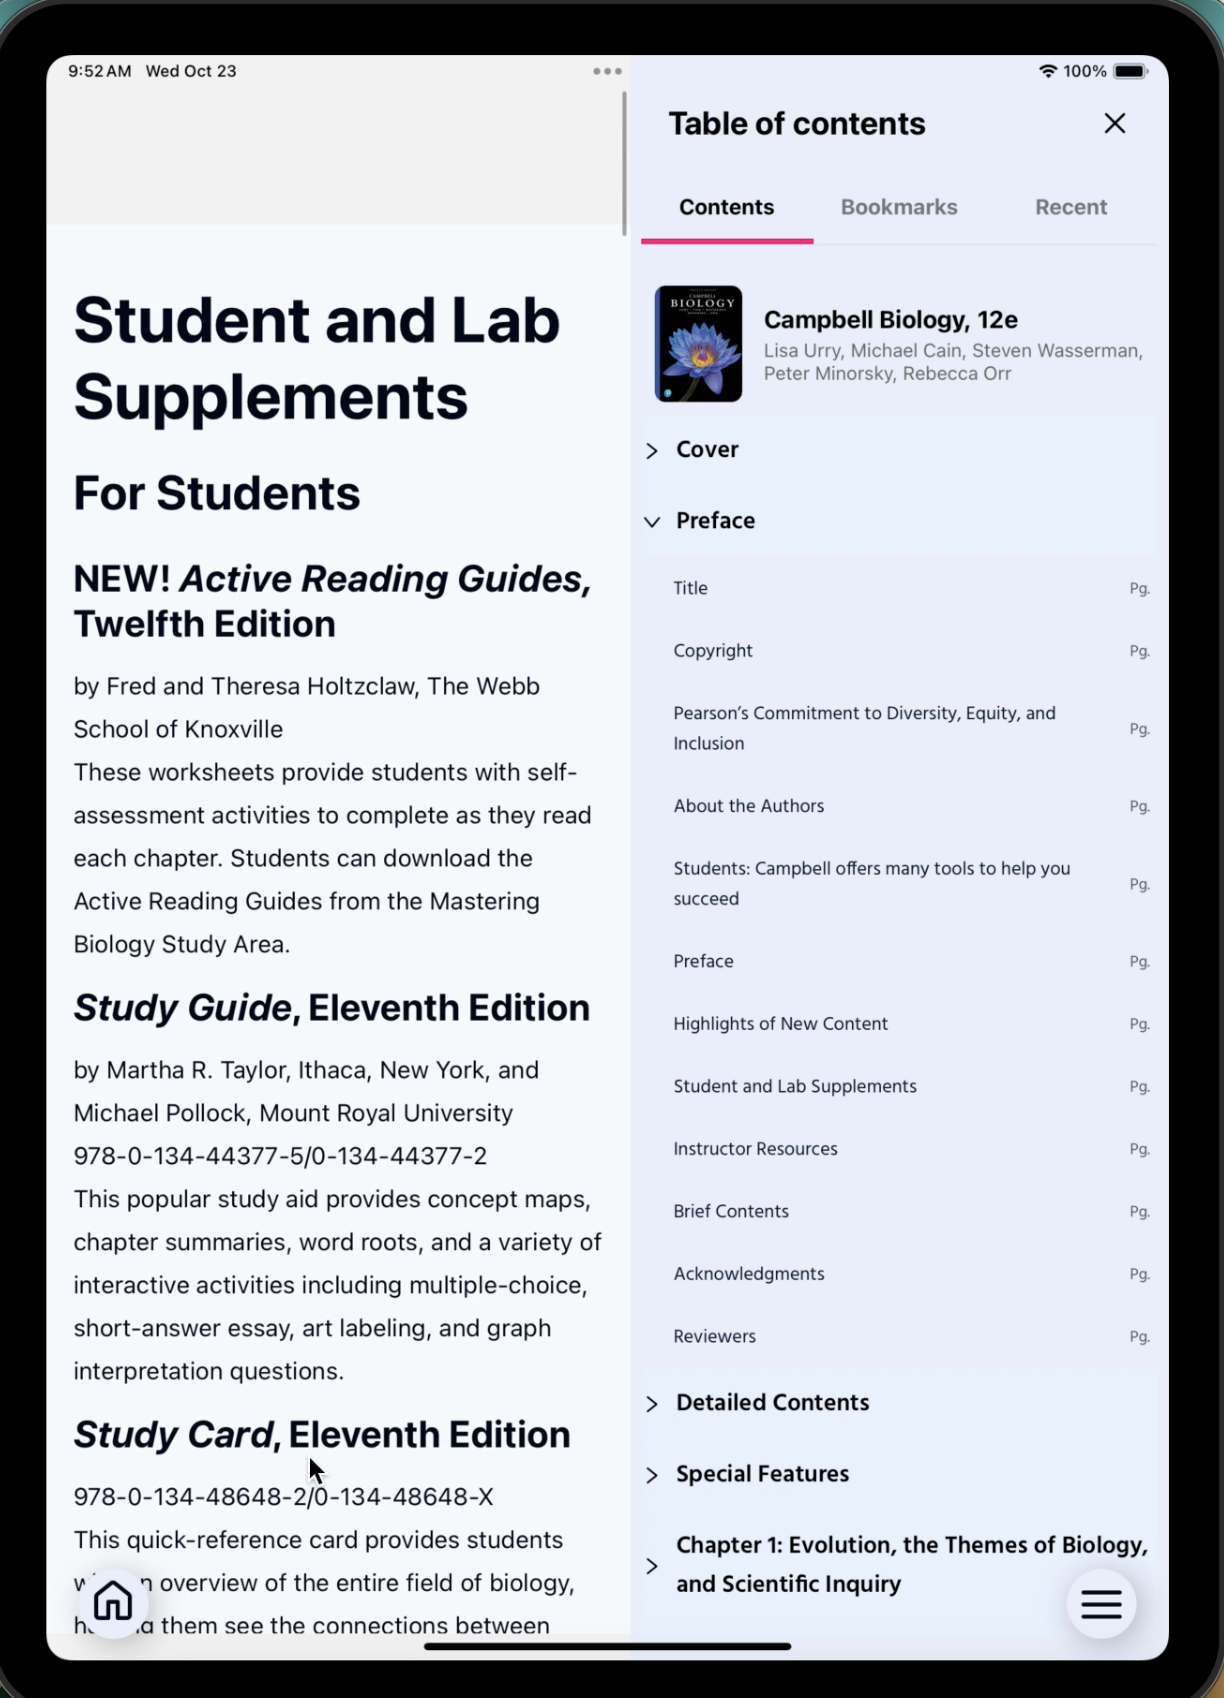 9:52 AM Wed Oct 23
100%
Student and Lab
Supplements
For Students
NEW! Active Reading Guides,
Twelfth Edition
by Fred and Theresa Holtzclaw, The Webb
School of Knoxville
These worksheets provide students with self-
assessment activities to complete as they read
each chapter. Students can download the
Active Reading Guides from the Mastering
Biology Study Area.
Study Guide, Eleventh Edition
by Martha R. Taylor, Ithaca, New York, and
Michael Pollock, Mount Royal University
978-0-134-44377-5/0-134-44377-2
This popular study aid provides concept maps,
chapter summaries, word roots, and a variety of
interactive activities including multiple-choice,
short-answer essay, art labeling, and graph
interpretation questions.
Study Card, Eleventh Edition
978-0-134-48648-2/0-134-48648-X
This quick-reference card provides students
overview of the entire field of biology,
them see the connections between
Table of contents
Contents Bookmarks Recent
CAMPBELL
BIOLOGY
Campbell Biology, 12e
Lisa Urry, Michael Cain, Steven Wasserman,
Peter Minorsky, Rebecca Orr
Cover
Preface
Title Pg.
Copyright Pg.
Pearson’s Commitment to Diversity, Equity, and
Inclusion Pg.
About the Authors Pg.
Students: Campbell offers many tools to help you
succeed Pg.
Preface Pg.
Highlights of New Content Pg.
Student and Lab Supplements Pg.
Instructor Resources Pg.
Brief Contents Pg.
Acknowledgments Pg.
Reviewers Pg.
Detailed Contents
Special Features
Chapter 1: Evolution, the Themes of Biology,
and Scientific Inquiry